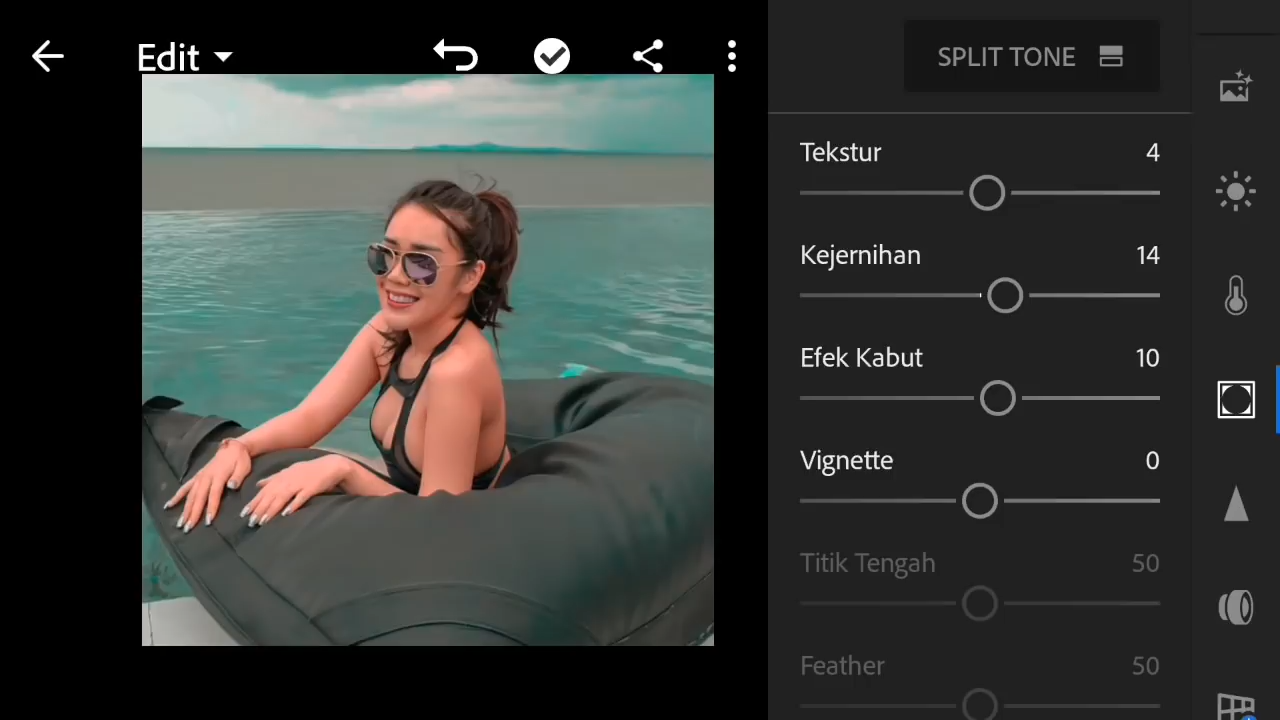 Edit
SPLIT TONE
Tekstur 4
Kejernihan 14
Efek Kabut 10
Vignette 0
Titik Tengah 50
Feather 50